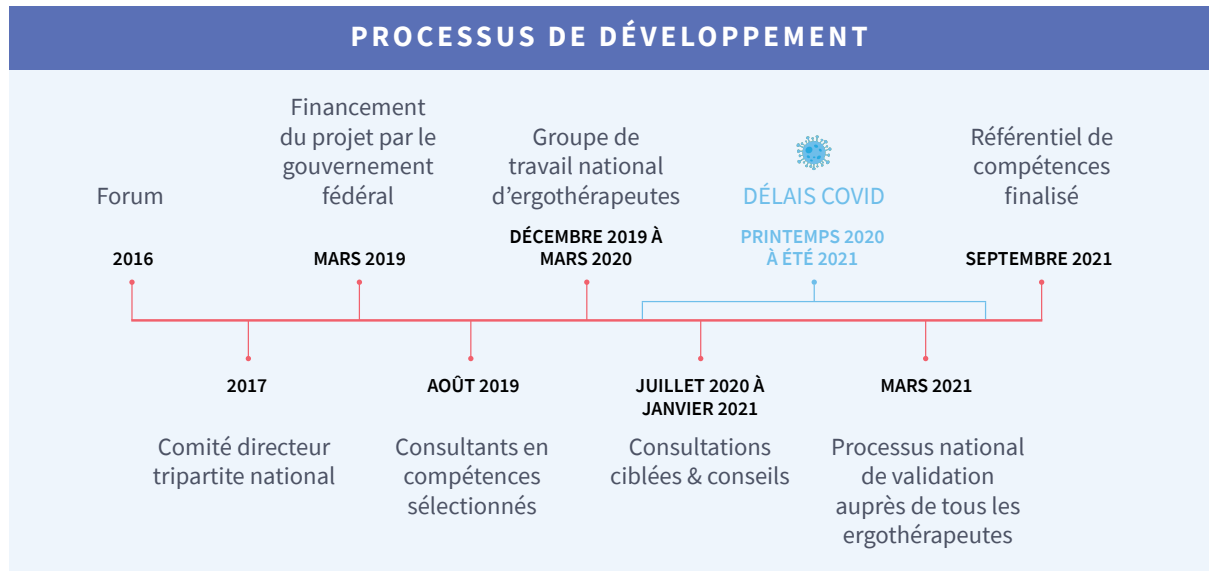 PROCESSUS DE DÉVELOPPEMENT
Forum
2016
Financement
du projet par le
gouvernement
fédéral
MARS 2019
Groupe de
travail national
d'ergothérapeutes
DÉCEMBRE 2019 À
MARS 2020
DÉLAIS COVID
PRINTEMPS 2020
À ÉTÉ 2021
Référentiel de
compétences
finalisé
SEPTEMBRE 2021
2017
Comité directeur
tripartite national
AOÛT 2019
Consultants en
compétences
sélectionnés
JUILLET 2020 À
JANVIER 2021
Consultations
ciblées & conseils
MARS 2021
Processus national
de validation
auprès de tous les
ergothérapeutes